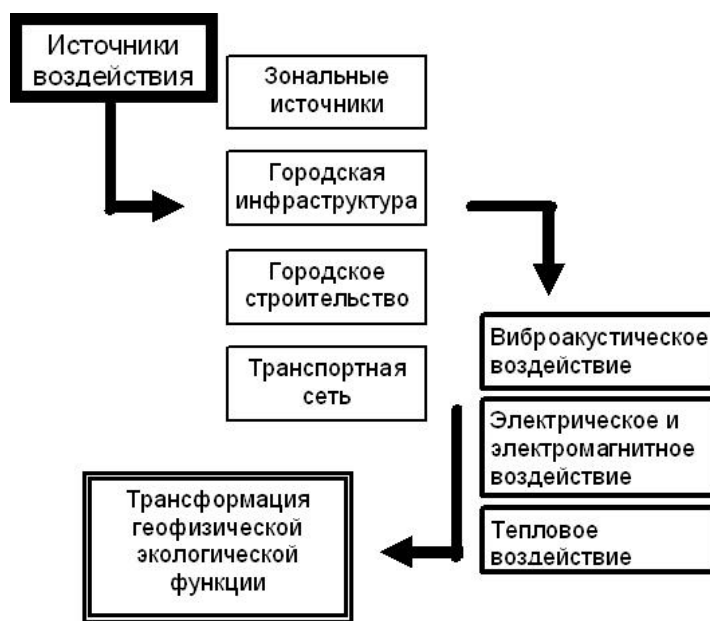 Источники
воздействия
Зональные
источники
Городская
инфраструктура
Городское
строительство
Транспортная
сеть
Виброакустическое
воздействие
Электрическое и
электромагнитное
воздействие
Тепловое
воздействие
Трансформация
геофизической
экологической
функции